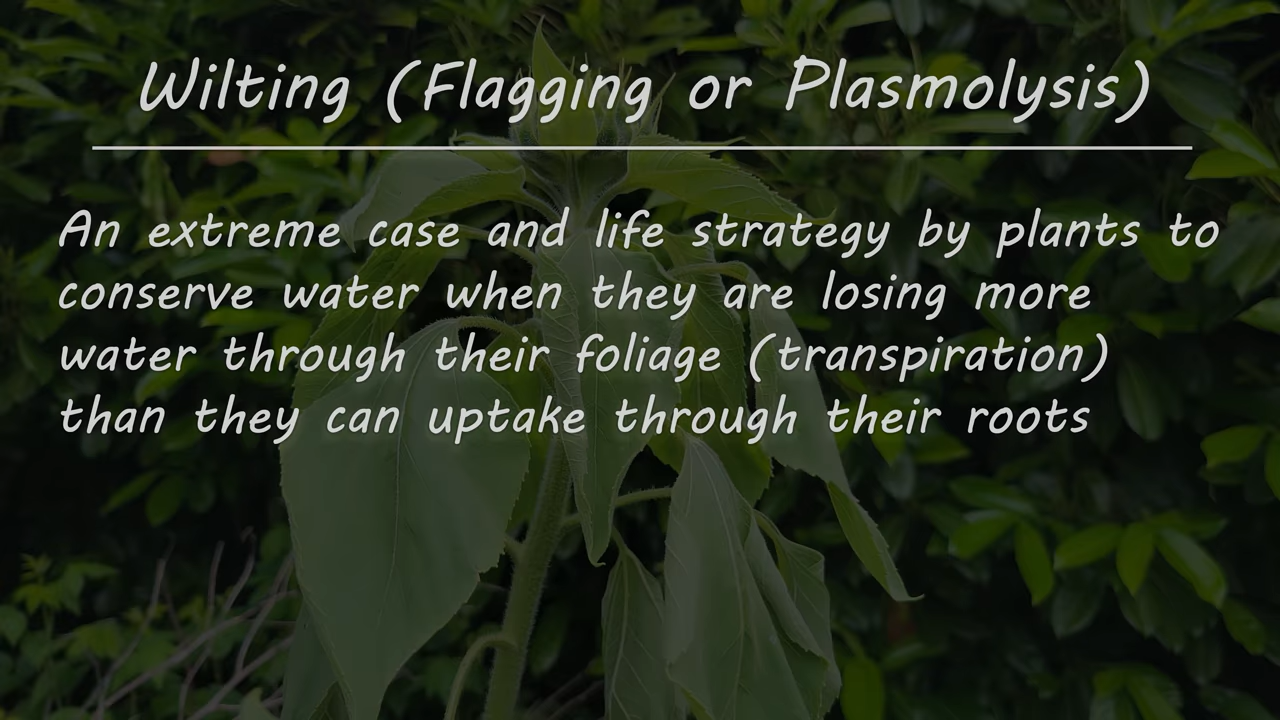 Wilting (Flagging or Plasmolysis)
An extreme case and life strategy by plants to
conserve water when they are losing more
water through their foliage (transpiration)
than they can uptake through their roots